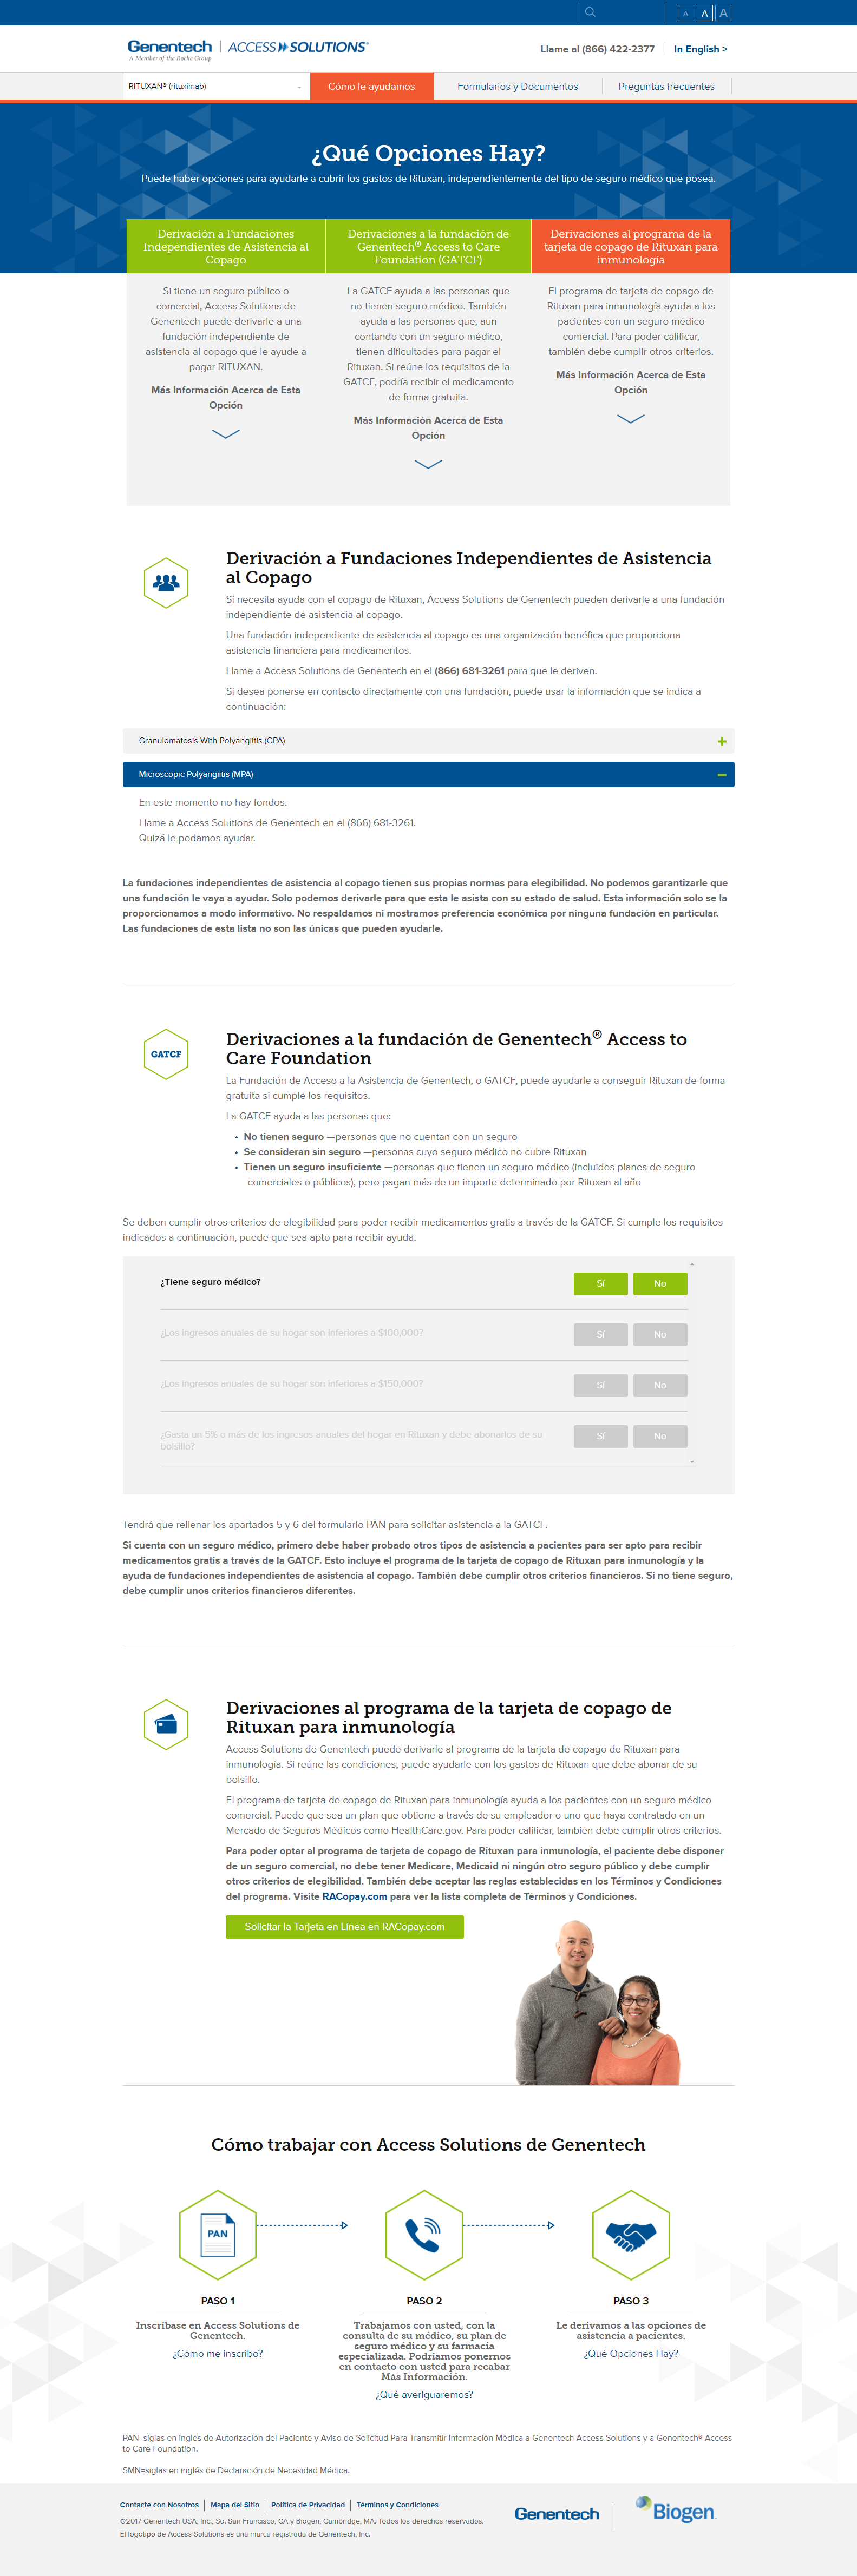 A A A
Genentech ACCESS SOLUTIONS®
A Member of the Roche Group
Llame al (866) 422-2377
In English >
RITUXAN® (rituximab)
Cómo le ayudamos
Formularios y Documentos
Preguntas frecuentes
¿Qué Opciones Hay?
Puede haber opciones para ayudarle a cubrir los gastos de Rituxan, independientemente del tipo de seguro médico que posea.
Derivación a Fundaciones
Independientes de Asistencia al
Copago
Si tiene un seguro público o
comercial, Access Solutions de
Genentech puede derivarle a una
fundación independiente de
asistencia al copago que le ayude a
pagar RITUXAN.
Más Información Acerca de Esta
Opción
Derivaciones a la fundación de
Genentech® Access to Care
Foundation (GATCF)
La GATCF ayuda a las personas que
no tienen seguro médico. También
ayuda a las personas que, aun
contando con un seguro médico,
tienen dificultades para pagar el
Rituxan. Si reúne los requisitos de la
GATCF, podría recibir el medicamento
de forma gratuita.
Más Información Acerca de Esta
Opción
Derivaciones al programa de la
tarjeta de copago de Rituxan para
inmunología
El programa de tarjeta de copago de
Rituxan para inmunología ayuda a los
pacientes con un seguro médico
comercial. Para poder calificar,
también debe cumplir otros criterios.
Más Información Acerca de Esta
Opción
Derivación a Fundaciones Independientes de Asistencia
al Copago
Si necesita ayuda con el copago de Rituxan, Access Solutions de Genentech pueden derivarle a una fundación
independiente de asistencia al copago.
Una fundación independiente de asistencia al copago es una organización benéfica que proporciona
asistencia financiera para medicamentos.
Llame a Access Solutions de Genentech en el (866) 681-3261 para que le deriven.
Si desea ponerse en contacto directamente con una fundación, puede usar la información que se indica a
continuación:
Granulomatosis With Polyangiitis (GPA)
Microscopic Polyangiitis (MPA)
En este momento no hay fondos.
Llame a Access Solutions de Genentech en el (866) 681-3261.
Quizá le podamos ayudar.
La fundaciones independientes de asistencia al copago tienen sus propias normas para elegibilidad. No podemos garantizarle que
una fundación le vaya a ayudar. Solo podemos derivarle para que esta le asista con su estado de salud. Esta información solo se la
proporcionamos a modo informativo. No respaldamos ni mostramos preferencia económica por ninguna fundación en particular.
Las fundaciones de esta lista no son las únicas que pueden ayudarle.
GATCF
Derivaciones a la fundación de Genentech® Access to
Care Foundation
La Fundación de Acceso a la Asistencia de Genentech, o GATCF, puede ayudarle a conseguir Rituxan de forma
gratuita si cumple los requisitos.
La GATCF ayuda a las personas que:
• No tienen seguro —personas que no cuentan con un seguro
• Se consideran sin seguro —personas cuyo seguro médico no cubre Rituxan
• Tienen un seguro insuficiente —personas que tienen un seguro médico (incluidos planes de seguro
comerciales o públicos), pero pagan más de un importe determinado por Rituxan al año
Se deben cumplir otros criterios de elegibilidad para poder recibir medicamentos gratis a través de la GATCF. Si cumple los requisitos
indicados a continuación, puede que sea apto para recibir ayuda.
¿Tiene seguro médico? Sí No
¿Los ingresos anuales de su hogar son inferiores a $100,000? Sí No
¿Los ingresos anuales de su hogar son inferiores a $150,000? Sí No
¿Gasta un 5% o más de los ingresos anuales del hogar en Rituxan y debe abonarlos de su Sí No
bolsillo?
Tendrá que rellenar los apartados 5 y 6 del formulario PAN para solicitar asistencia a la GATCF.
Si cuenta con un seguro médico, primero debe haber probado otros tipos de asistencia a pacientes para ser apto para recibir
medicamentos gratis a través de la GATCF. Esto incluye el programa de la tarjeta de copago de Rituxan para inmunología y la
ayuda de fundaciones independientes de asistencia al copago. También debe cumplir otros criterios financieros. Si no tiene seguro,
debe cumplir unos criterios financieros diferentes.
Derivaciones al programa de la tarjeta de copago de
Rituxan para inmunología
Access Solutions de Genentech puede derivarle al programa de la tarjeta de copago de Rituxan para
inmunología. Si reúne las condiciones, puede ayudarle con los gastos de Rituxan que debe abonar de su
bolsillo.
El programa de tarjeta de copago de Rituxan para inmunología ayuda a los pacientes con un seguro médico
comercial. Puede que sea un plan que obtiene a través de su empleador o uno que haya contratado en un
Mercado de Seguros Médicos como HealthCare.gov. Para poder calificar, también debe cumplir otros criterios.
Para poder optar al programa de tarjeta de copago de Rituxan para inmunología, el paciente debe disponer
de un seguro comercial, no debe tener Medicare, Medicaid ni ningún otro seguro público y debe cumplir
otros criterios de elegibilidad. También debe aceptar las reglas establecidas en los Términos y Condiciones
del programa. Visite RACopay.com para ver la lista completa de Términos y Condiciones.
Solicitar la Tarjeta en Línea en RACopay.com
Cómo trabajar con Access Solutions de Genentech
PAN
PASO 1
Inscríbase en Access Solutions de
Genentech.
¿Cómo me inscribo?
PASO 2
Trabajamos con usted, con la
consulta de su médico, su plan de
seguro médico y su farmacia
especializada. Podríamos ponernos
en contacto con usted para recabar
Más Información.
¿Qué averiguaremos?
PASO 3
Le derivamos a las opciones de
asistencia a pacientes.
¿Qué Opciones Hay?
PAN=siglas en inglés de Autorización del Paciente y Aviso de Solicitud Para Transmitir Información Médica a Genentech Access Solutions y a Genentech® Access
to Care Foundation.
SMN=siglas en inglés de Declaración de Necesidad Médica.
Contacte con Nosotros | Mapa del Sitio | Política de Privacidad | Términos y Condiciones
©2017 Genentech USA, Inc., So. San Francisco, CA y Biogen, Cambridge, MA. Todos los derechos reservados.
El logotipo de Access Solutions es una marca registrada de Genentech, Inc.
Genentech
Biogen